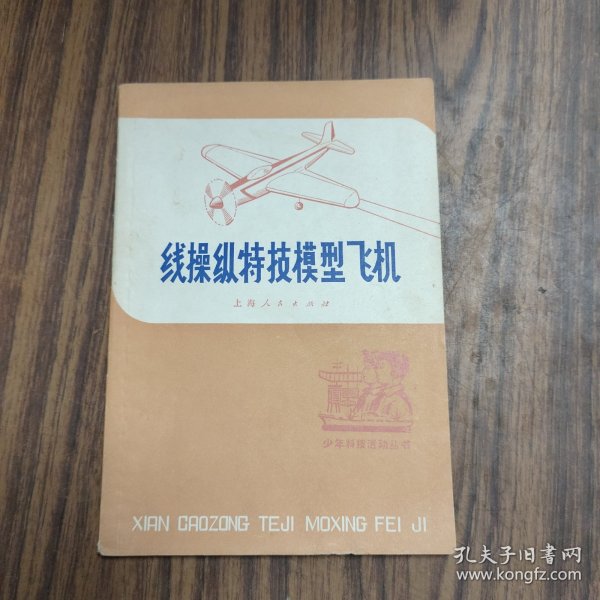 线操纵特技模型飞机
上海人民出版社
少年科技活动丛书
XIAN CAOZONG TEJI MOXING FEI JI
孔夫子旧书网
www.kongfz.com